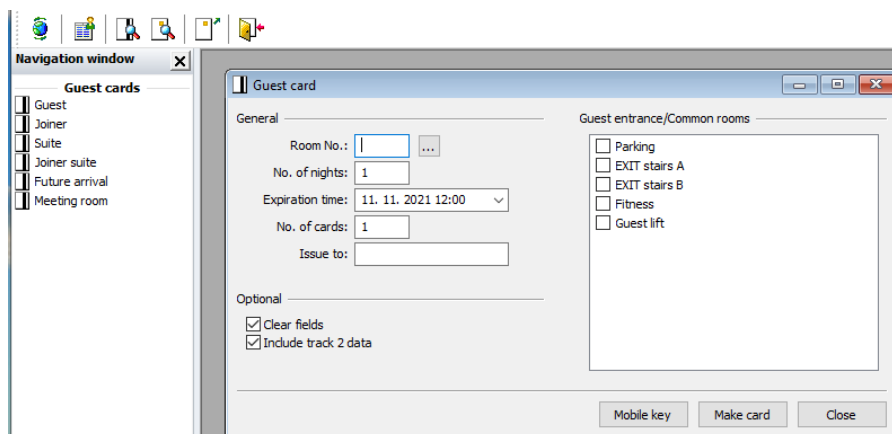 Navigation window
Guest cards
Guest
Joiner
Suite
Joiner suite
Future arrival
Meeting room
Guest card
General
Room No.: ...
No. of nights: 1
Expiration time: 11. 11. 2021 12:00
No. of cards: 1
Issue to:
Optional
Clear fields
Include track 2 data
Guest entrance/Common rooms
Parking
EXIT stairs A
EXIT stairs B
Fitness
Guest lift
Mobile key Make card Close